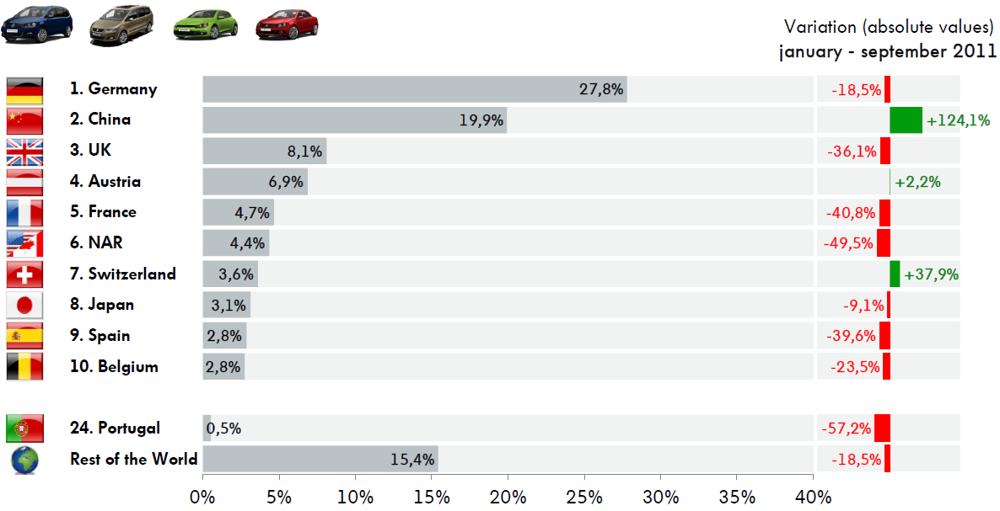 Variation (absolute values)
january - september 2011
1. Germany 27,8% -18,5%
2. China 19,9% +124,1%
3. UK 8,1% -36,1%
4. Austria 6,9% +2,2%
5. France 4,7% -40,8%
6. NAR 4,4% -49,5%
7. Switzerland 3,6% +37,9%
8. Japan 3,1% -9,1%
9. Spain 2,8% -39,6%
10. Belgium 2,8% -23,5%
24. Portugal 0,5% -57,2%
Rest of the World 15,4% -18,5%
0% 5% 10% 15% 20% 25% 30% 35% 40%